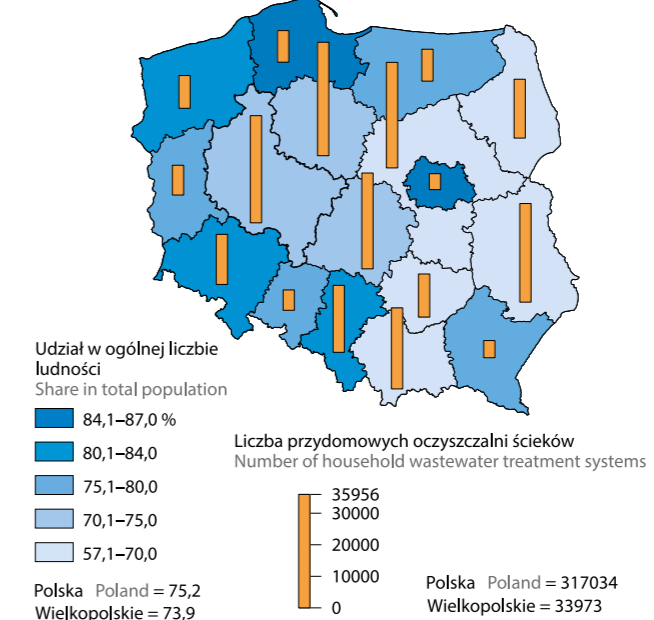 Udział w ogólnej liczbie
ludności
Share in total population
84,1–87,0 %
80,1–84,0
75,1–80,0
70,1–75,0
57,1–70,0
Polska Poland = 75,2
Wielkopolskie = 73,9
Liczba przydomowych oczyszczalni ścieków
Number of household wastewater treatment systems
35956
30000
20000
10000
0
Polska Poland = 317034
Wielkopolskie = 33973